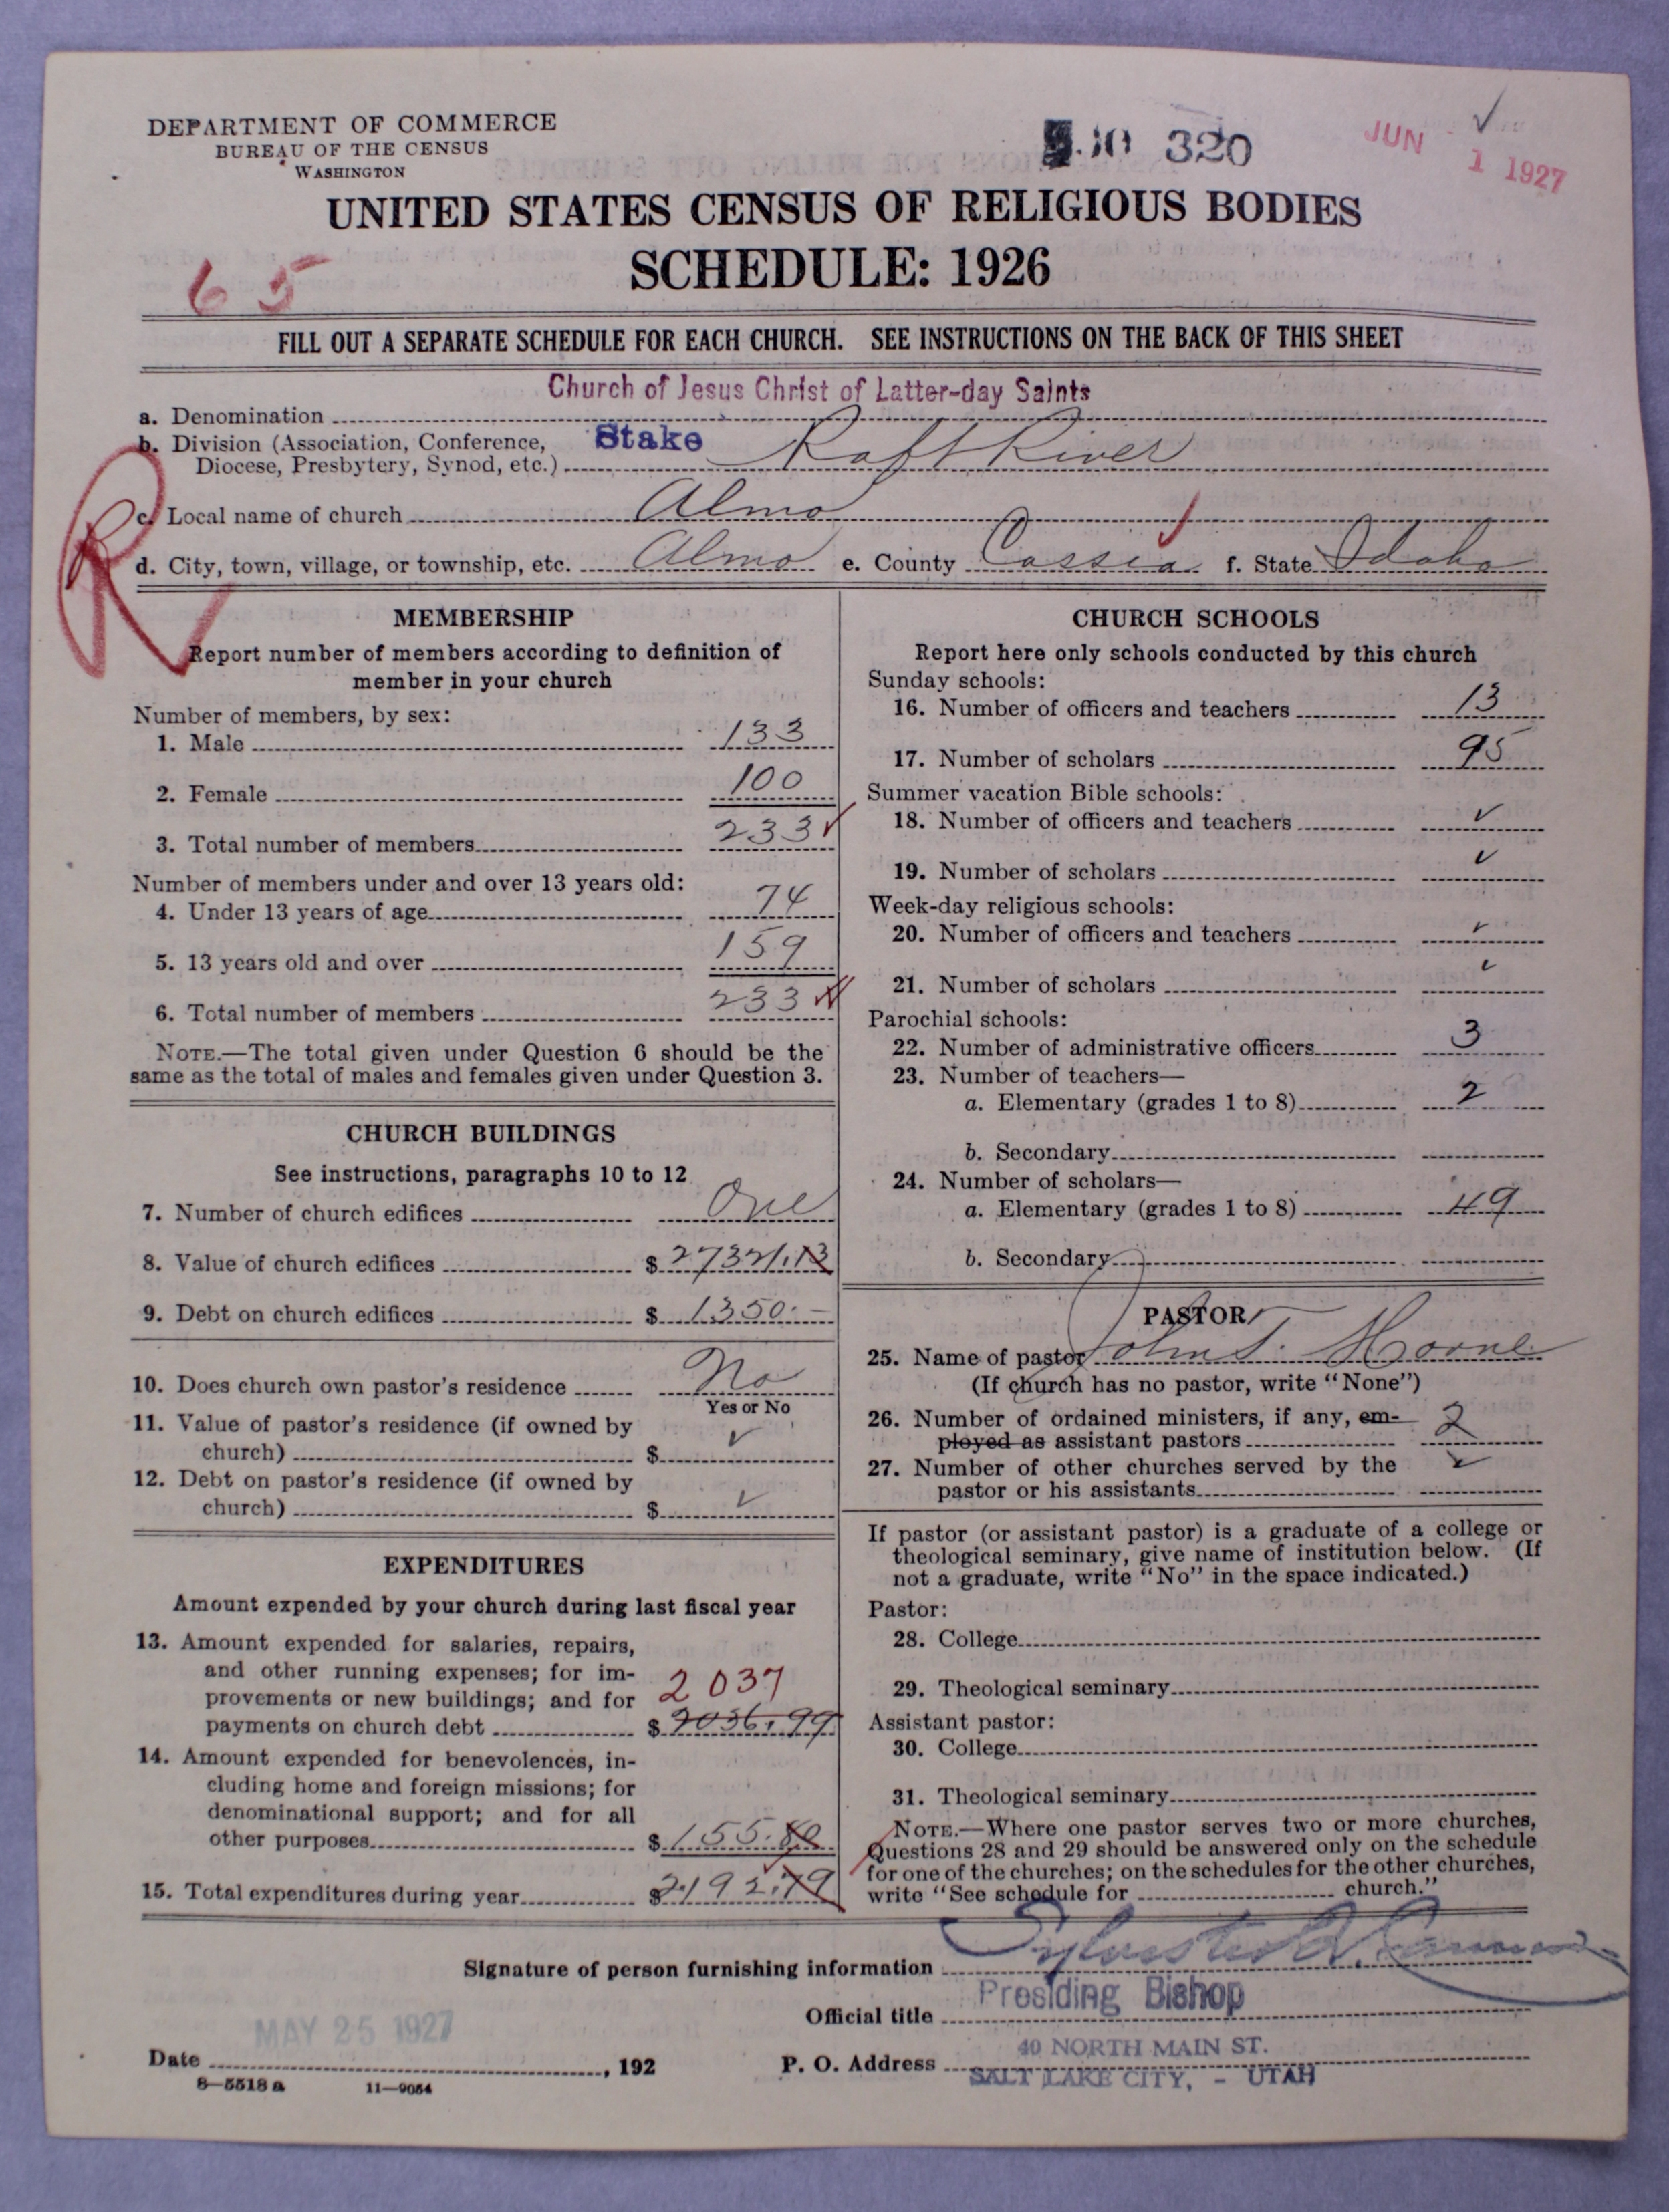 DEPARTMENT OF COMMERCE
BUREAU OF THE CENSUS
WASHINGTON
320
JUN 1 1927
UNITED STATES CENSUS OF RELIGIOUS BODIES
SCHEDULE: 1926
65
FILL OUT A SEPARATE SCHEDULE FOR EACH CHURCH. SEE INSTRUCTIONS ON THE BACK OF THIS SHEET
Church of Jesus Christ of Latter-day Saints
a. Denomination
b. Division (Association, Conference, Stake Raft River
Diocese, Presbytery, Synod, etc.)
R
c. Local name of church Almo
d. City, town, village, or township, etc. Almo e. County Cassia f. State Idaho
MEMBERSHIP
Report number of members according to definition of
member in your church
Number of members, by sex:
1. Male 133
2. Female 100
3. Total number of members 233
Number of members under and over 13 years old:
4. Under 13 years of age 74
5. 13 years old and over 159
6. Total number of members 233
NOTE.—The total given under Question 6 should be the
same as the total of males and females given under Question 3.
CHURCH BUILDINGS
See instructions, paragraphs 10 to 12
7. Number of church edifices One
8. Value of church edifices $
9. Debt on church edifices $ 1350.—
10. Does church own pastor's residence No
Yes or No
11. Value of pastor's residence (if owned by
church) $ ✓
12. Debt on pastor's residence (if owned by
church) $ ✓
EXPENDITURES
Amount expended by your church during last fiscal year
13. Amount expended for salaries, repairs,
and other running expenses; for im-
provements or new buildings; and for 2037
payments on church debt $ 2036.99
14. Amount expended for benevolences, in-
cluding home and foreign missions; for
denominational support; and for all
other purposes $ 155.80
15. Total expenditures during year $ 2192.79
CHURCH SCHOOLS
Report here only schools conducted by this church
Sunday schools:
16. Number of officers and teachers 13
17. Number of scholars 95
Summer vacation Bible schools:
18. Number of officers and teachers ✓
19. Number of scholars ✓
Week-day religious schools:
20. Number of officers and teachers ✓
21. Number of scholars ✓
Parochial schools:
22. Number of administrative officers 3
23. Number of teachers—
a. Elementary (grades 1 to 8) 2
b. Secondary
24. Number of scholars—
a. Elementary (grades 1 to 8) 49
b. Secondary
PASTOR
25. Name of pastor John T.
(If church has no pastor, write "None")
26. Number of ordained ministers, if any, em-
ployed as assistant pastors 2
27. Number of other churches served by the ✓
pastor or his assistants
If pastor (or assistant pastor) is a graduate of a college or
theological seminary, give name of institution below. (If
not a graduate, write "No" in the space indicated.)
Pastor:
28. College
29. Theological seminary
Assistant pastor:
30. College
31. Theological seminary
NOTE.—Where one pastor serves two or more churches,
Questions 28 and 29 should be answered only on the schedule
for one of the churches; on the schedules for the other churches,
write "See schedule for church."
Signature of person furnishing information Sylvester Q. Cannon
Official title Presiding Bishop
MAY 25 1927
Date , 192
P. O. Address 40 NORTH MAIN ST.
SALT LAKE CITY, - UTAH
8—5518 a 11—9054